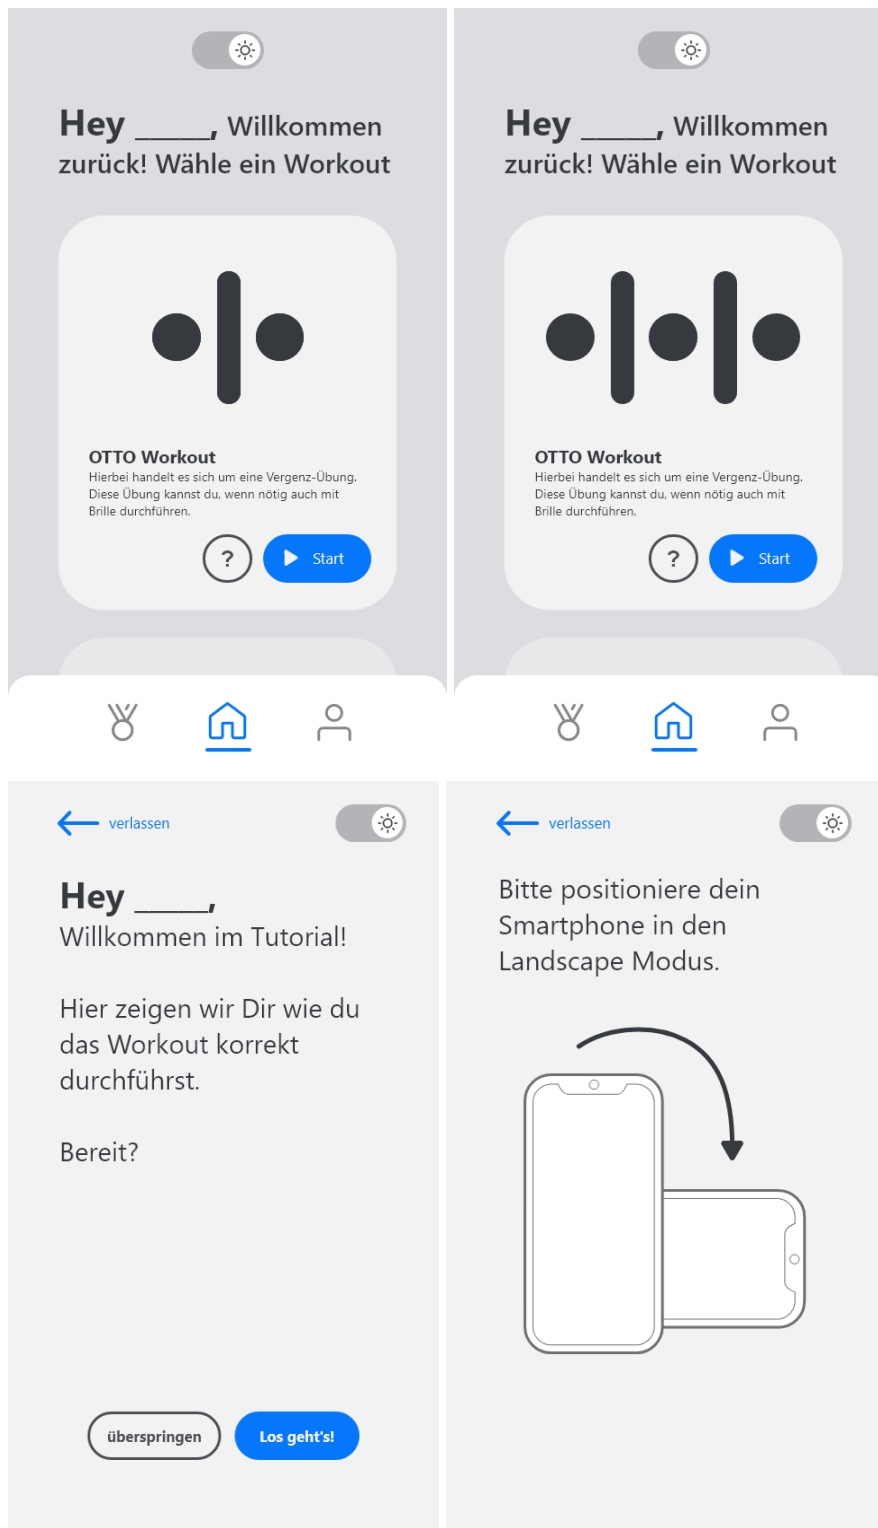 Hey _____, Willkommen
zurück! Wähle ein Workout
OTTO Workout
Hierbei handelt es sich um eine Vergenz-Übung.
Diese Übung kannst du, wenn nötig auch mit
Brille durchführen.
?
Start
Hey _____, Willkommen
zurück! Wähle ein Workout
OTTO Workout
Hierbei handelt es sich um eine Vergenz-Übung.
Diese Übung kannst du, wenn nötig auch mit
Brille durchführen.
?
Start
verlassen
Hey _____,
Willkommen im Tutorial!
Hier zeigen wir Dir wie du
das Workout korrekt
durchführst.
Bereit?
überspringen
Los geht's!
verlassen
Bitte positioniere dein
Smartphone in den
Landscape Modus.